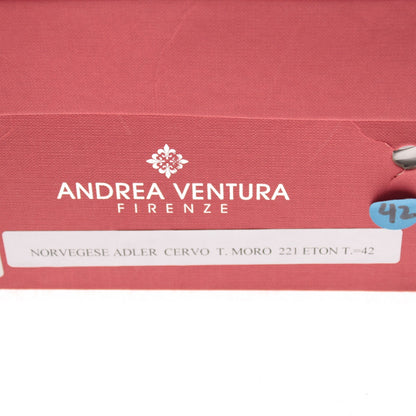 ANDREA VENTURA
FIRENZE
42
NORVEGESE ADLER CERVO T. MORO 221 ETON T.=42